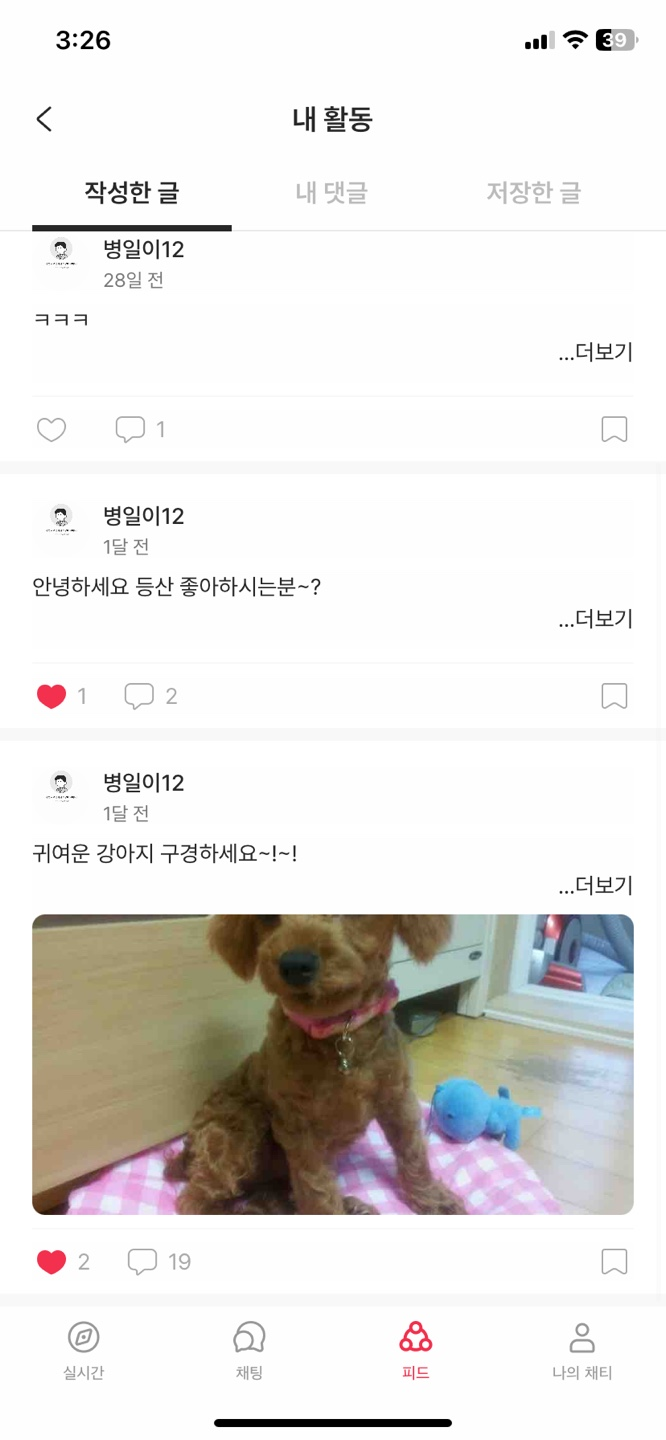 3:26
39
내 활동
작성한 글
내 댓글
저장한 글
병일이12
28일 전
ㅋㅋㅋ
...더보기
1
병일이12
1달 전
안녕하세요 등산 좋아하시는분~?
...더보기
1
2
병일이12
1달 전
귀여운 강아지 구경하세요~!~!
...더보기
2
19
실시간
채팅
피드
나의 채티